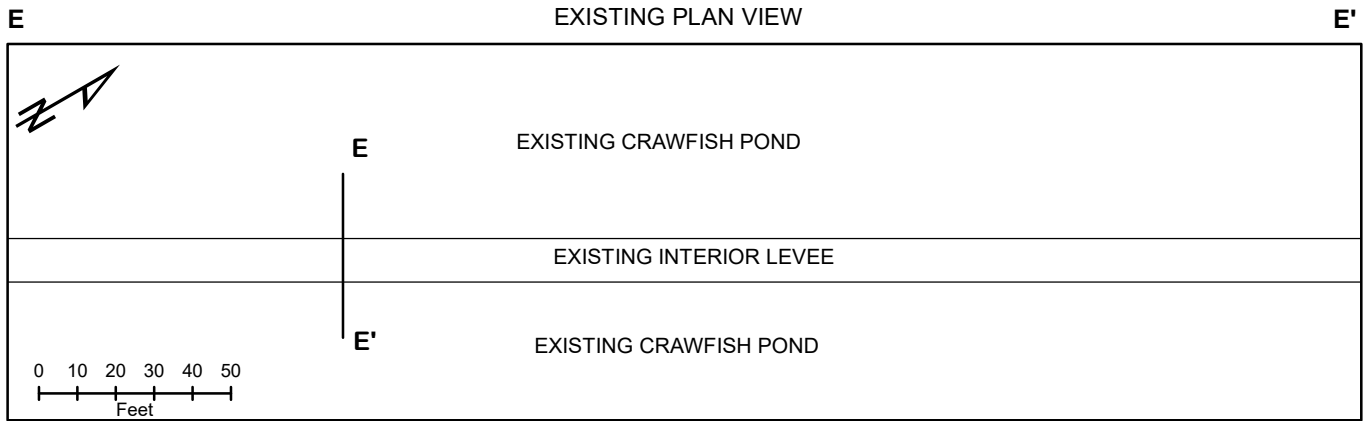 E EXISTING PLAN VIEW E'
N
E
EXISTING CRAWFISH POND
EXISTING INTERIOR LEVEE
E'
EXISTING CRAWFISH POND
0 10 20 30 40 50
Feet